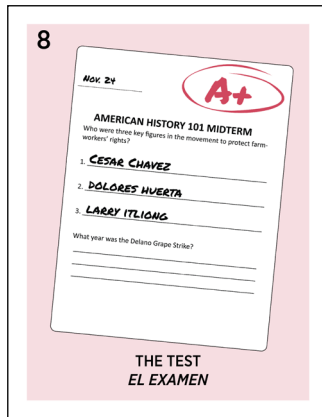 8
NOV. 24
A+
AMERICAN HISTORY 101 MIDTERM
Who were three key figures in the movement to protect farm-
workers' rights?
1. CESAR CHAVEZ
2. DOLORES HUERTA
3. LARRY ITLIONG
What year was the Delano Grape Strike?
THE TEST
EL EXAMEN